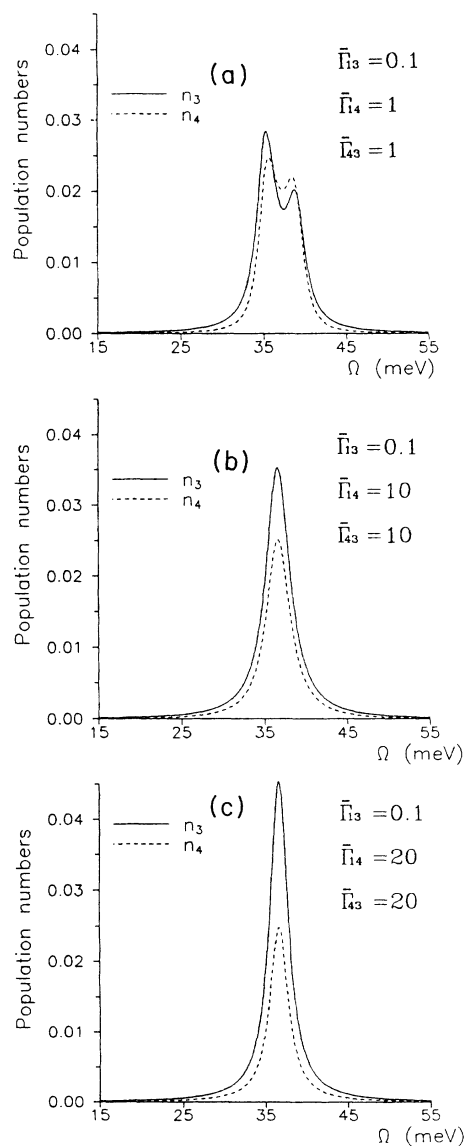 (a)
Population numbers
0.04
0.03
0.02
0.01
0.00
n₃
n₄
Γ̄₁₃=0.1
Γ̄₁₄=1
Γ̄₄₃=1
15 25 35 45 55
Ω (meV)
(b)
Population numbers
0.04
0.03
0.02
0.01
0.00
n₃
n₄
Γ̄₁₃=0.1
Γ̄₁₄=10
Γ̄₄₃=10
15 25 35 45 55
Ω (meV)
(c)
Population numbers
0.04
0.03
0.02
0.01
0.00
n₃
n₄
Γ̄₁₃=0.1
Γ̄₁₄=20
Γ̄₄₃=20
15 25 35 45 55
Ω (meV)